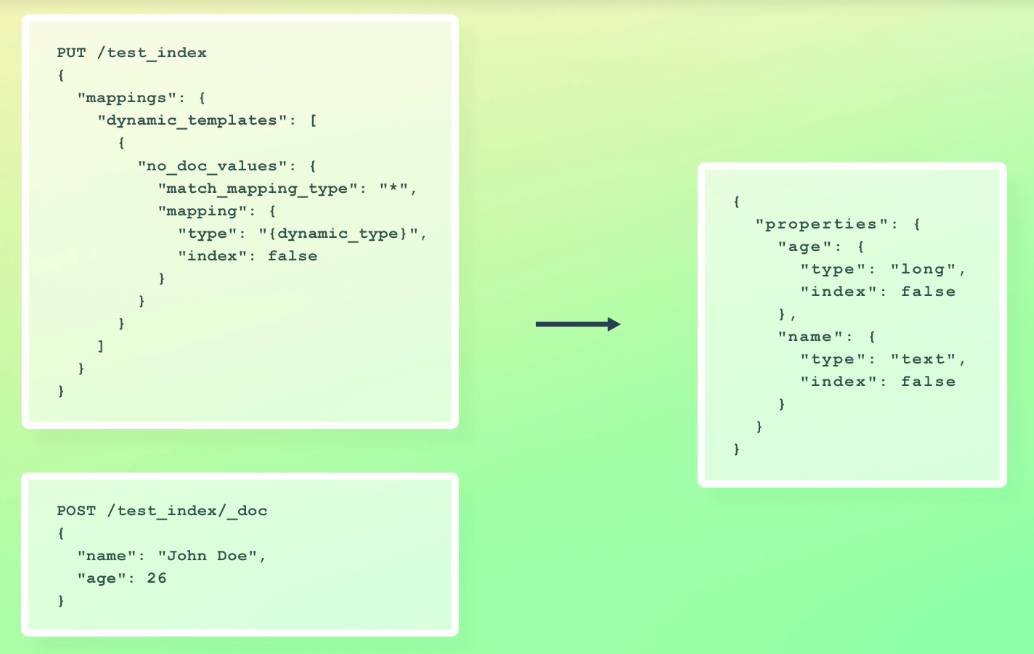 PUT /test_index
{
  "mappings": {
    "dynamic_templates": [
      {
        "no_doc_values": {
          "match_mapping_type": "*",
          "mapping": {
            "type": "{dynamic_type}",
            "index": false
          }
        }
      }
    ]
  }
}
POST /test_index/_doc
{
  "name": "John Doe",
  "age": 26
}
{
  "properties": {
    "age": {
      "type": "long",
      "index": false
    },
    "name": {
      "type": "text",
      "index": false
    }
  }
}